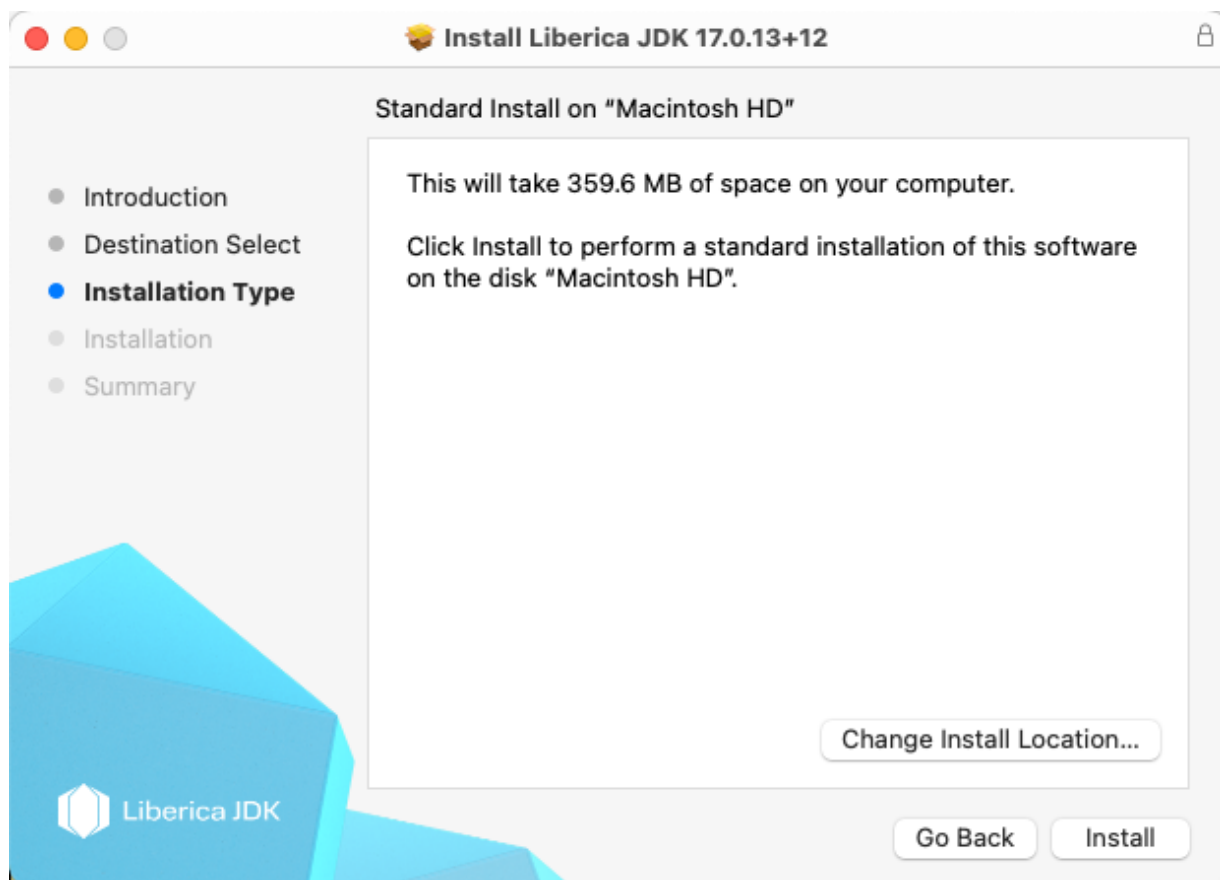 Install Liberica JDK 17.0.13+12
Standard Install on “Macintosh HD”
Introduction
Destination Select
Installation Type
Installation
Summary
This will take 359.6 MB of space on your computer.
Click Install to perform a standard installation of this software
on the disk “Macintosh HD”.
Change Install Location...
Liberica JDK
Go Back
Install